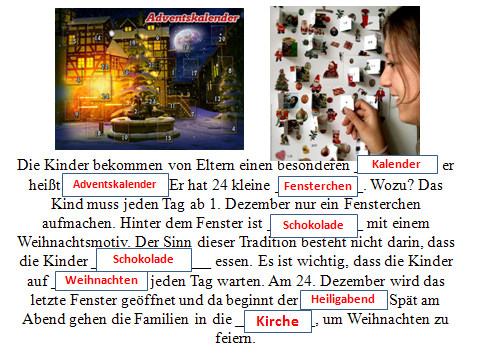 Adventskalender
Die Kinder bekommen von Eltern einen besonderen _ Kalender er
heißt Adventskalender Er hat 24 kleine _ Fensterchen _. Wozu? Das
Kind muss jeden Tag ab 1. Dezember nur ein Fensterchen
aufmachen. Hinter dem Fenster ist _ Schokolade _ mit einem
Weihnachtsmotiv. Der Sinn dieser Tradition besteht nicht darin, dass
die Kinder _ Schokolade __ essen. Es ist wichtig, dass die Kinder
auf _ Weihnachten jeden Tag warten. Am 24. Dezember wird das
letzte Fenster geöffnet und da beginnt der Heiligabend Spät am
Abend gehen die Familien in die _ Kirche _, um Weihnachten zu
feiern.